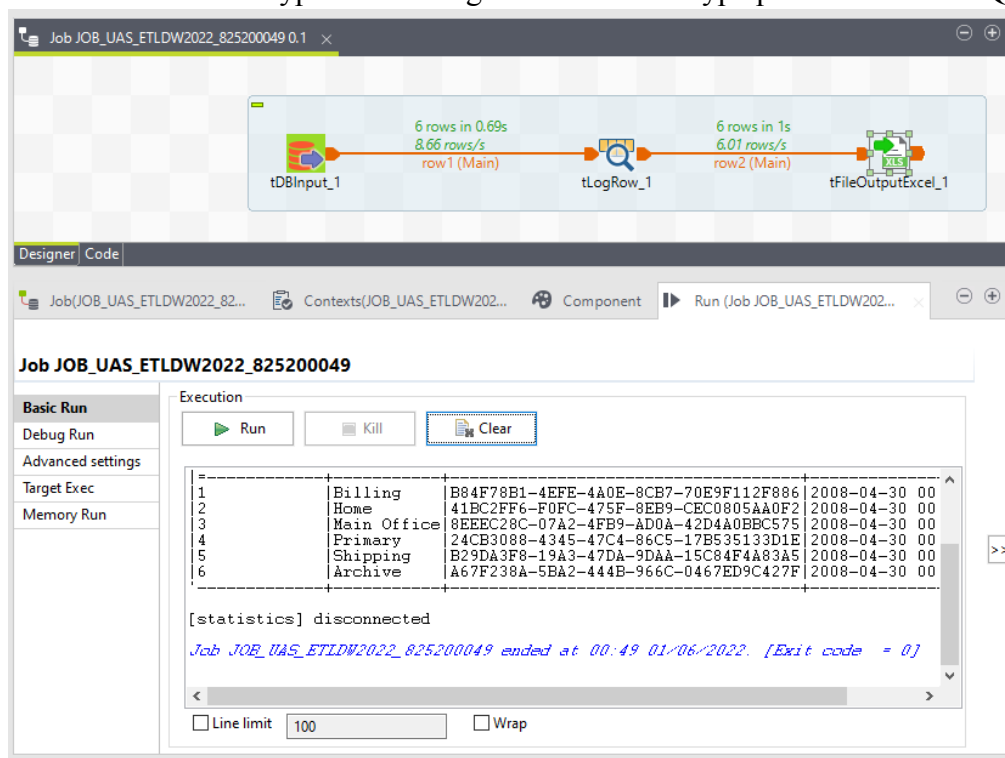 Job JOB_UAS_ETLDW2022_825200049 0.1
6 rows in 0.69s
8.66 rows/s
row1 (Main)
6 rows in 1s
6.01 rows/s
row2 (Main)
XLS
tDBInput_1
tLogRow_1
tFileOutputExcel_1
Designer Code
Job(JOB_UAS_ETLDW2022_82... Contexts(JOB_UAS_ETLDW202... Component Run (Job JOB_UAS_ETLDW202...
Job JOB_UAS_ETLDW2022_825200049
Basic Run
Debug Run
Advanced settings
Target Exec
Memory Run
Execution
Run Kill Clear
|=-------------+-----------+------------------------------------+-------------
|1 |Billing |B84F78B1-4EFE-4A0E-8CB7-70E9F112F886|2008-04-30 00
|2 |Home |41BC2FF6-F0FC-475F-8EB9-CEC0805AA0F2|2008-04-30 00
|3 |Main Office|8EEEC28C-07A2-4FB9-AD0A-42D4A0BBC575|2008-04-30 00
|4 |Primary |24CB3088-4345-47C4-86C5-17B535133D1E|2008-04-30 00
|5 |Shipping |B29DA3F8-19A3-47DA-9DAA-15C84F4A83A5|2008-04-30 00
|6 |Archive |A67F238A-5BA2-444B-966C-0467ED9C427F|2008-04-30 00
'--------------+-----------+------------------------------------+-------------
[statistics] disconnected
Job JOB_UAS_ETLDW2022_825200049 ended at 00:49 01/06/2022. [Exit code = 0]
Line limit 100 Wrap